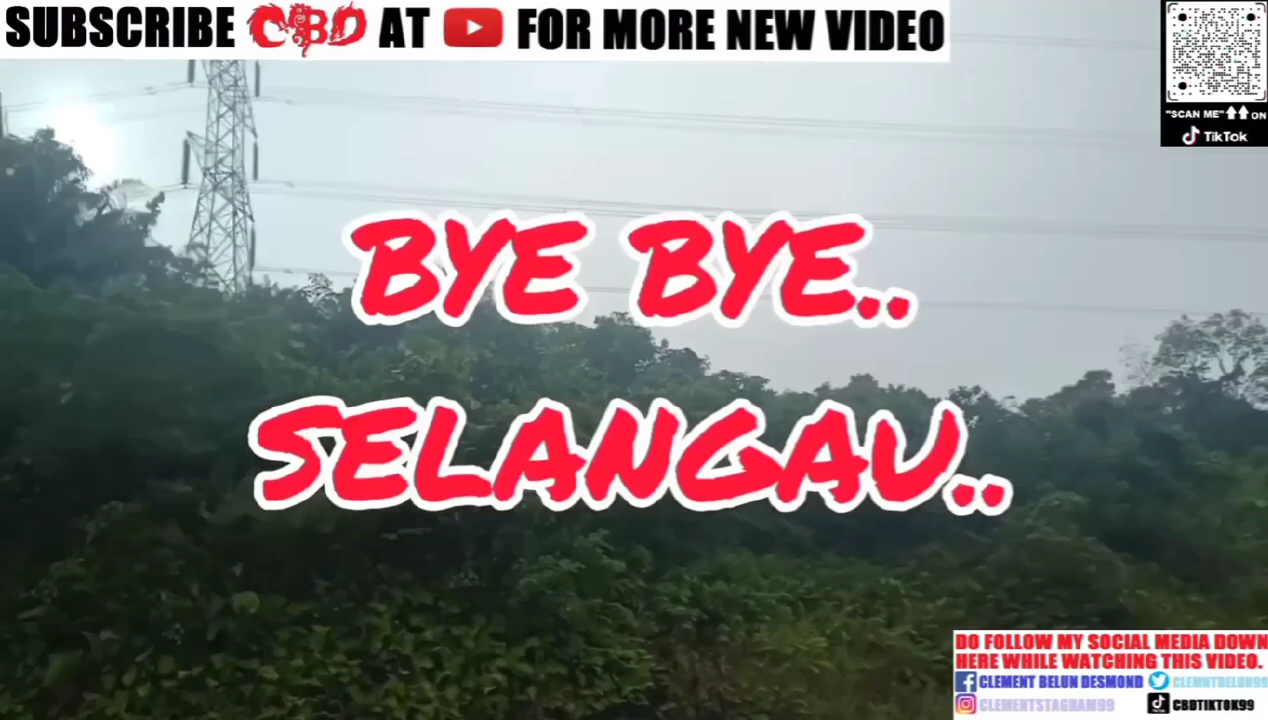 SUBSCRIBE CBD AT FOR MORE NEW VIDEO
"SCAN ME" ON
TikTok
BYE BYE..
SELANGAU..
DO FOLLOW MY SOCIAL MEDIA DOWN
HERE WHILE WATCHING THIS VIDEO.
CLEMENT BELUN DESMOND CLEMNTBELUN99
CLEMENTSTAGRAM99 CBDTIKTOK99